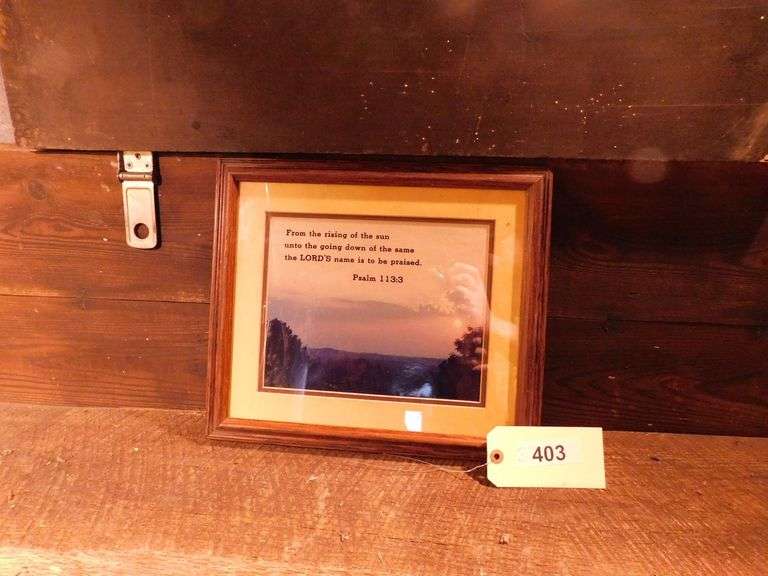 From the rising of the sun
unto the going down of the same
the LORD'S name is to be praised.
Psalm 113:3
403